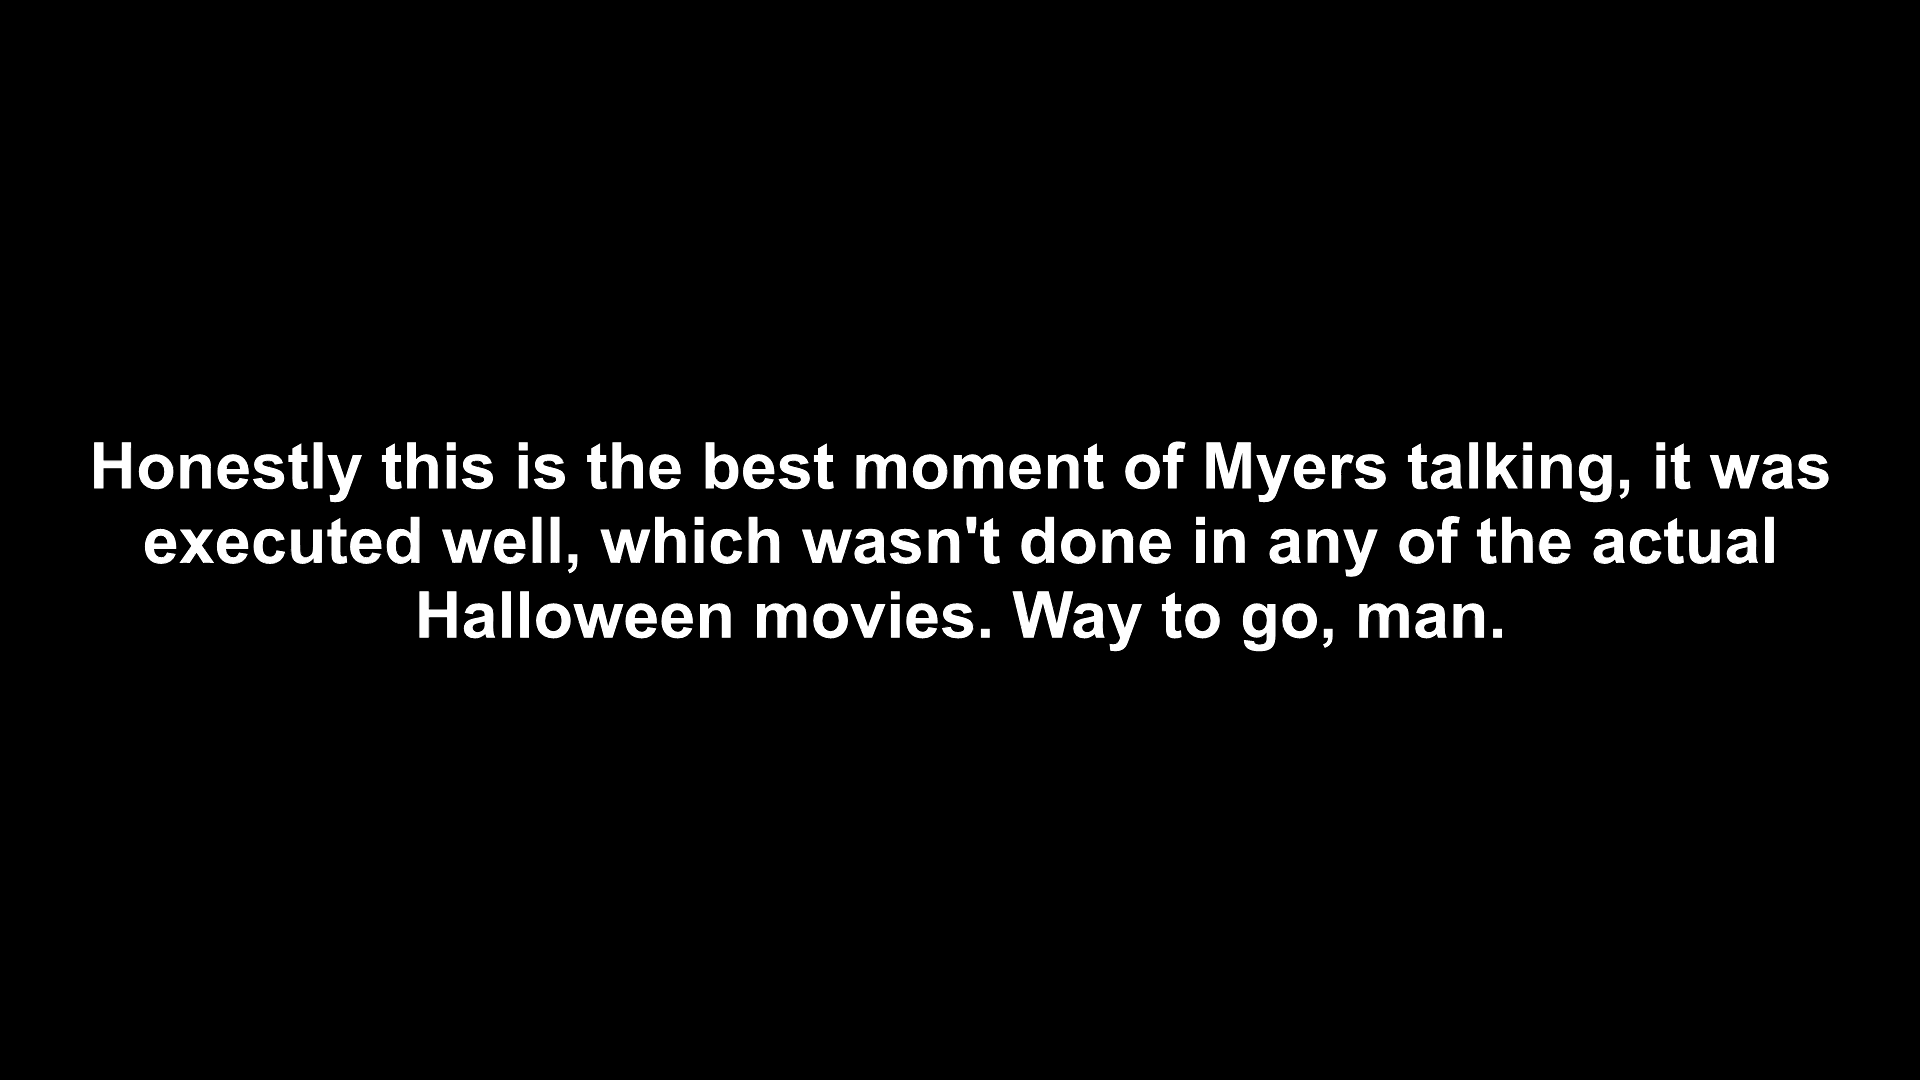 Honestly this is the best moment of Myers talking, it was
executed well, which wasn't done in any of the actual
Halloween movies. Way to go, man.